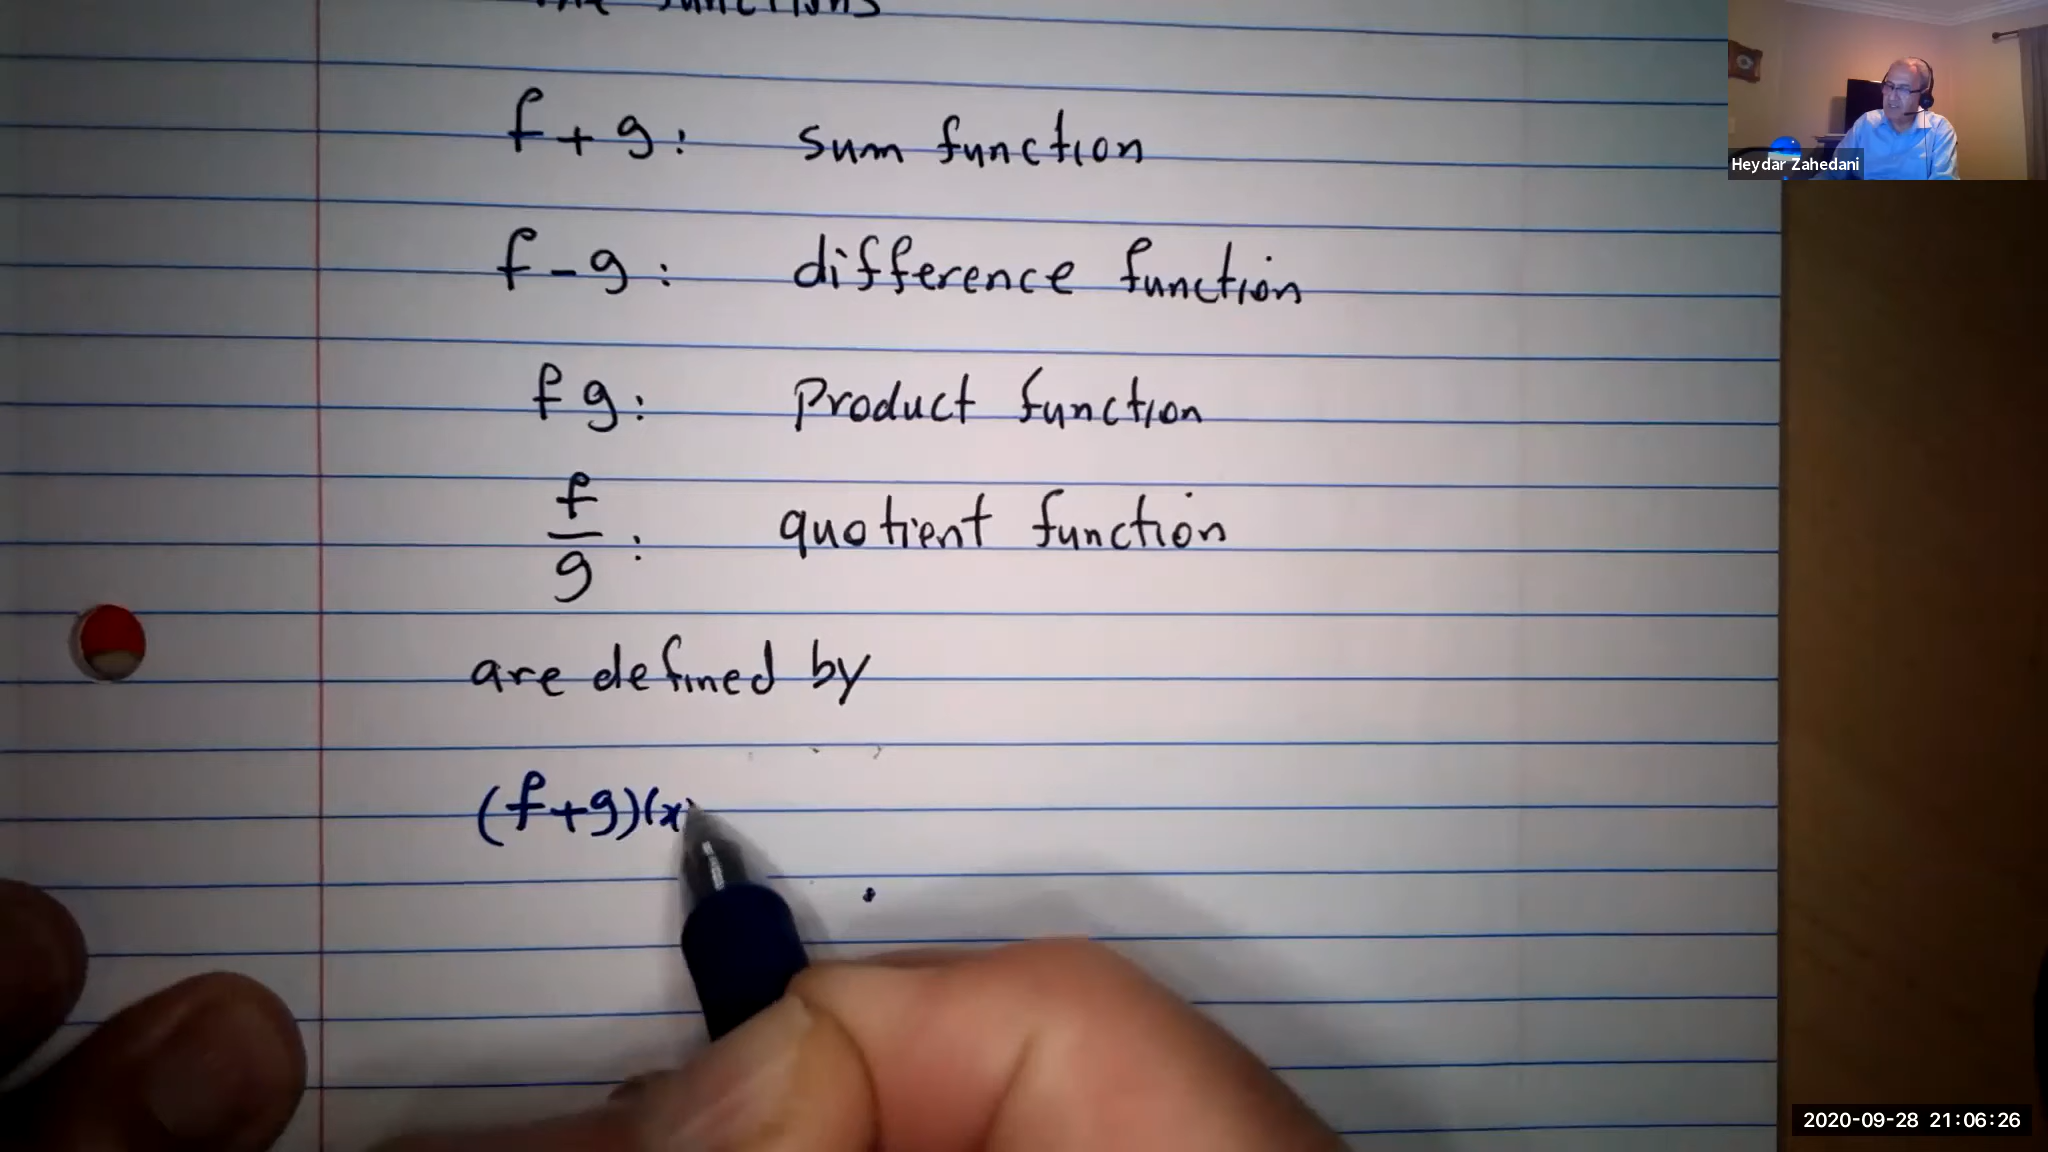 functions
Heydar Zahedani
f+g: sum function
f-g: difference function
fg: Product function
f/g: quotient function
are defined by
(f+g)(x)
2020-09-28 21:06:26